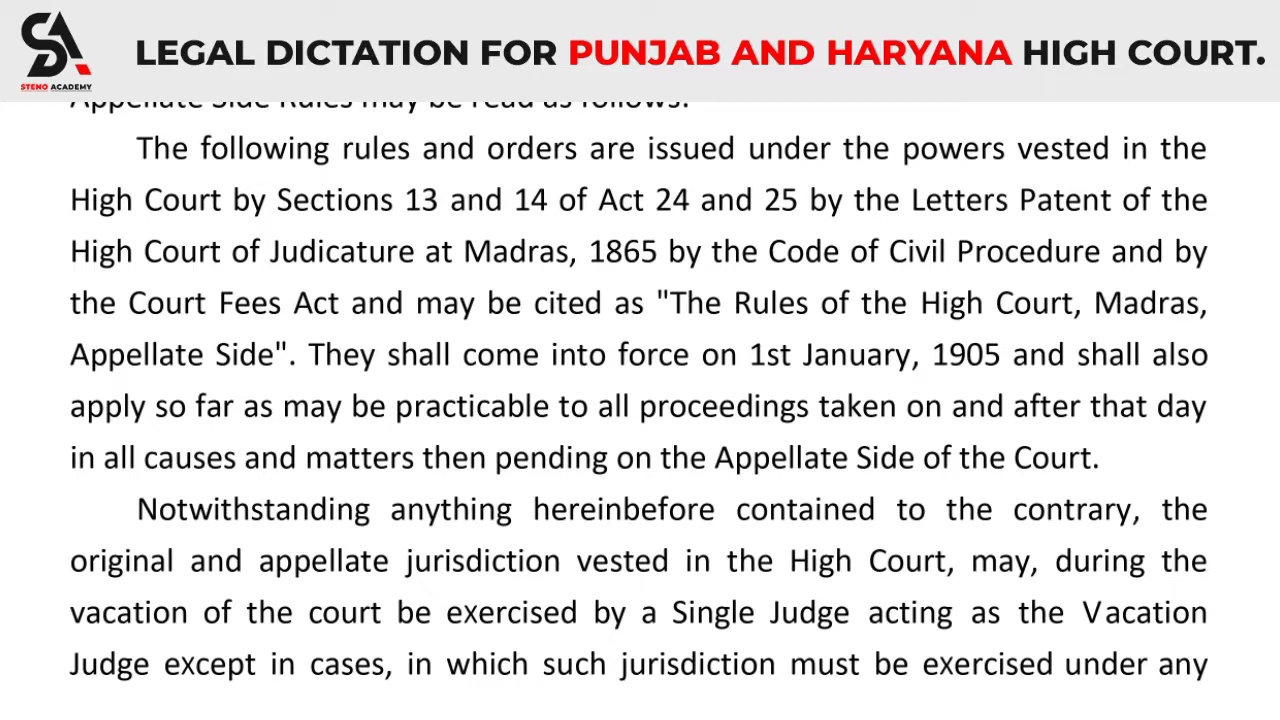 SA
STENO ACADEMY
LEGAL DICTATION FOR PUNJAB AND HARYANA HIGH COURT.
Appellate Side Rules may be read as follows:
The following rules and orders are issued under the powers vested in the
High Court by Sections 13 and 14 of Act 24 and 25 by the Letters Patent of the
High Court of Judicature at Madras, 1865 by the Code of Civil Procedure and by
the Court Fees Act and may be cited as "The Rules of the High Court, Madras,
Appellate Side". They shall come into force on 1st January, 1905 and shall also
apply so far as may be practicable to all proceedings taken on and after that day
in all causes and matters then pending on the Appellate Side of the Court.
Notwithstanding anything hereinbefore contained to the contrary, the
original and appellate jurisdiction vested in the High Court, may, during the
vacation of the court be exercised by a Single Judge acting as the Vacation
Judge except in cases, in which such jurisdiction must be exercised under any